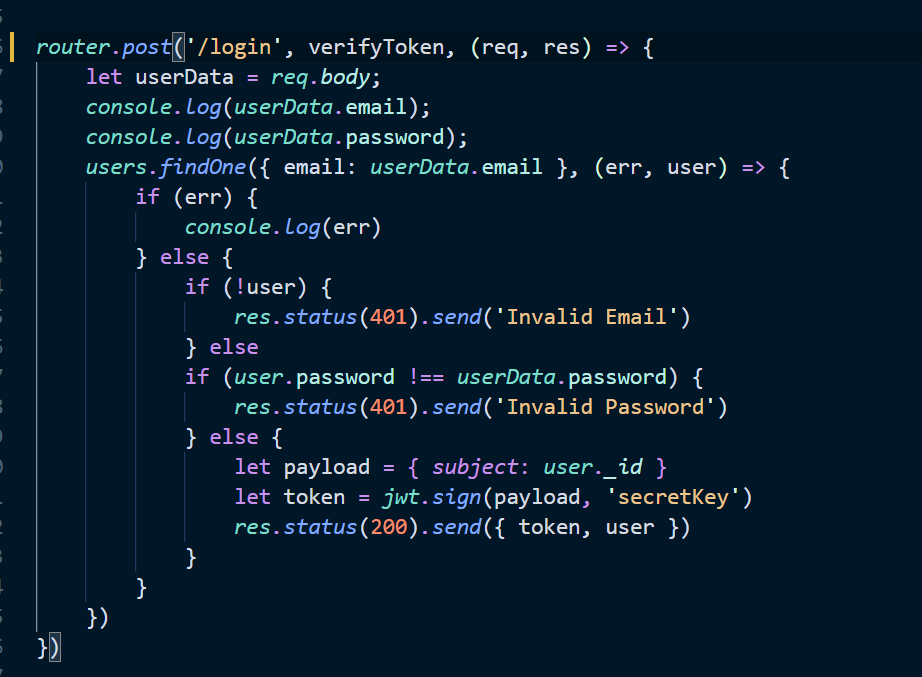 router.post('/login', verifyToken, (req, res) => {
    let userData = req.body;
    console.log(userData.email);
    console.log(userData.password);
    users.findOne({ email: userData.email }, (err, user) => {
        if (err) {
            console.log(err)
        } else {
            if (!user) {
                res.status(401).send('Invalid Email')
            } else
            if (user.password !== userData.password) {
                res.status(401).send('Invalid Password')
            } else {
                let payload = { subject: user._id }
                let token = jwt.sign(payload, 'secretKey')
                res.status(200).send({ token, user })
            }
        }
    })
})